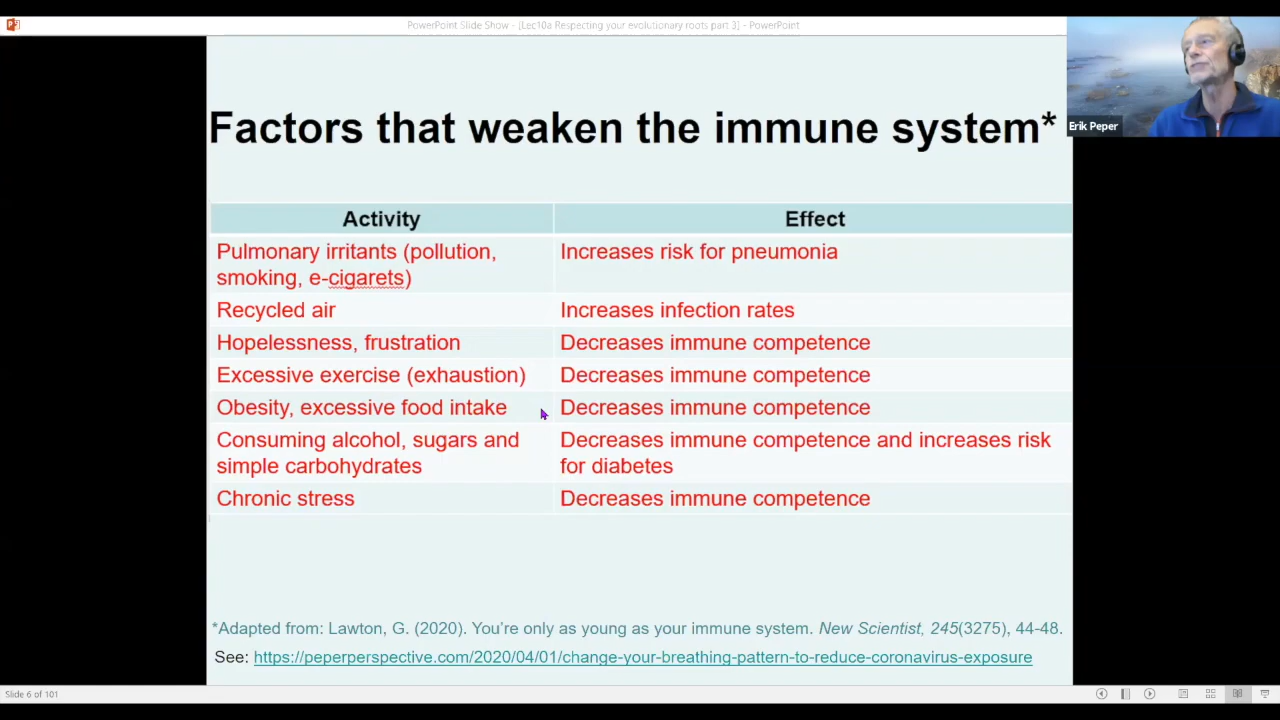 PowerPoint Slide Show - [Lec10a Respecting your evolutionary roots part 3] - PowerPoint
Erik Peper
Factors that weaken the immune system*
Activity
Effect
Pulmonary irritants (pollution,
smoking, e-cigarets)
Increases risk for pneumonia
Recycled air
Increases infection rates
Hopelessness, frustration
Decreases immune competence
Excessive exercise (exhaustion)
Decreases immune competence
Obesity, excessive food intake
Decreases immune competence
Consuming alcohol, sugars and
simple carbohydrates
Decreases immune competence and increases risk
for diabetes
Chronic stress
Decreases immune competence
*Adapted from: Lawton, G. (2020). You’re only as young as your immune system. New Scientist, 245(3275), 44-48.
See: https://peperperspective.com/2020/04/01/change-your-breathing-pattern-to-reduce-coronavirus-exposure
Slide 6 of 101